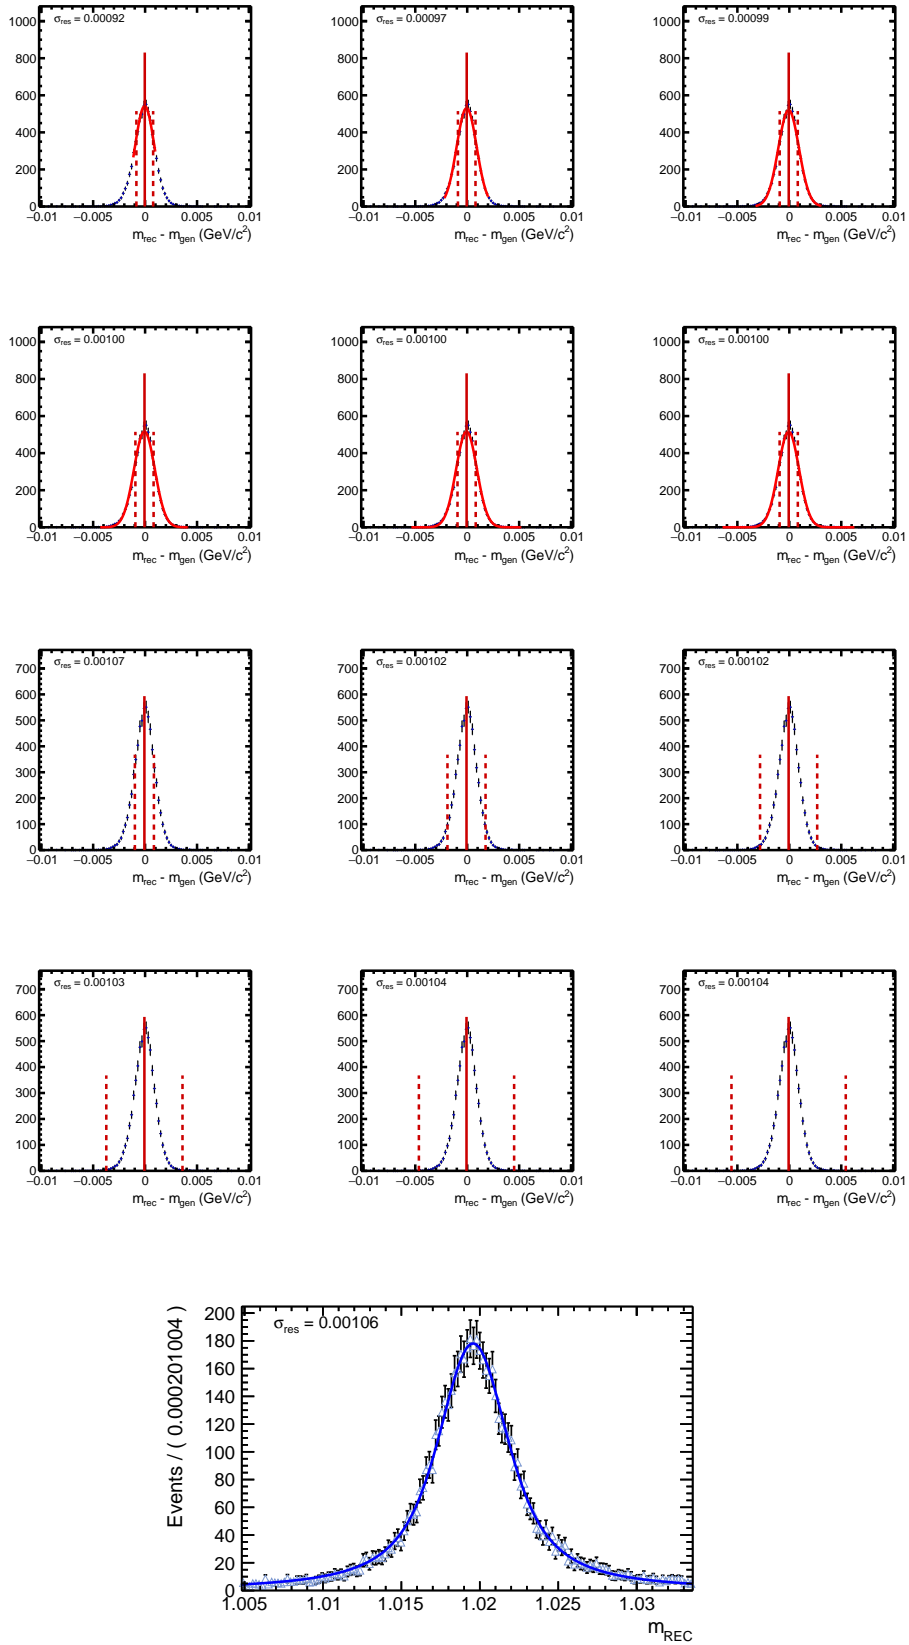 σres = 0.00092
1000
800
600
400
200
0
−0.01 −0.005 0 0.005 0.01
mrec - mgen (GeV/c²)
σres = 0.00097
1000
800
600
400
200
0
−0.01 −0.005 0 0.005 0.01
mrec - mgen (GeV/c²)
σres = 0.00099
1000
800
600
400
200
0
−0.01 −0.005 0 0.005 0.01
mrec - mgen (GeV/c²)
σres = 0.00100
1000
800
600
400
200
0
−0.01 −0.005 0 0.005 0.01
mrec - mgen (GeV/c²)
σres = 0.00100
1000
800
600
400
200
0
−0.01 −0.005 0 0.005 0.01
mrec - mgen (GeV/c²)
σres = 0.00100
1000
800
600
400
200
0
−0.01 −0.005 0 0.005 0.01
mrec - mgen (GeV/c²)
σres = 0.00107
700
600
500
400
300
200
100
0
−0.01 −0.005 0 0.005 0.01
mrec - mgen (GeV/c²)
σres = 0.00102
700
600
500
400
300
200
100
0
−0.01 −0.005 0 0.005 0.01
mrec - mgen (GeV/c²)
σres = 0.00102
700
600
500
400
300
200
100
0
−0.01 −0.005 0 0.005 0.01
mrec - mgen (GeV/c²)
σres = 0.00103
700
600
500
400
300
200
100
0
−0.01 −0.005 0 0.005 0.01
mrec - mgen (GeV/c²)
σres = 0.00104
700
600
500
400
300
200
100
0
−0.01 −0.005 0 0.005 0.01
mrec - mgen (GeV/c²)
σres = 0.00104
700
600
500
400
300
200
100
0
−0.01 −0.005 0 0.005 0.01
mrec - mgen (GeV/c²)
Events / ( 0.000201004 )
σres = 0.00106
200
180
160
140
120
100
80
60
40
20
0
1.005 1.01 1.015 1.02 1.025 1.03
mREC